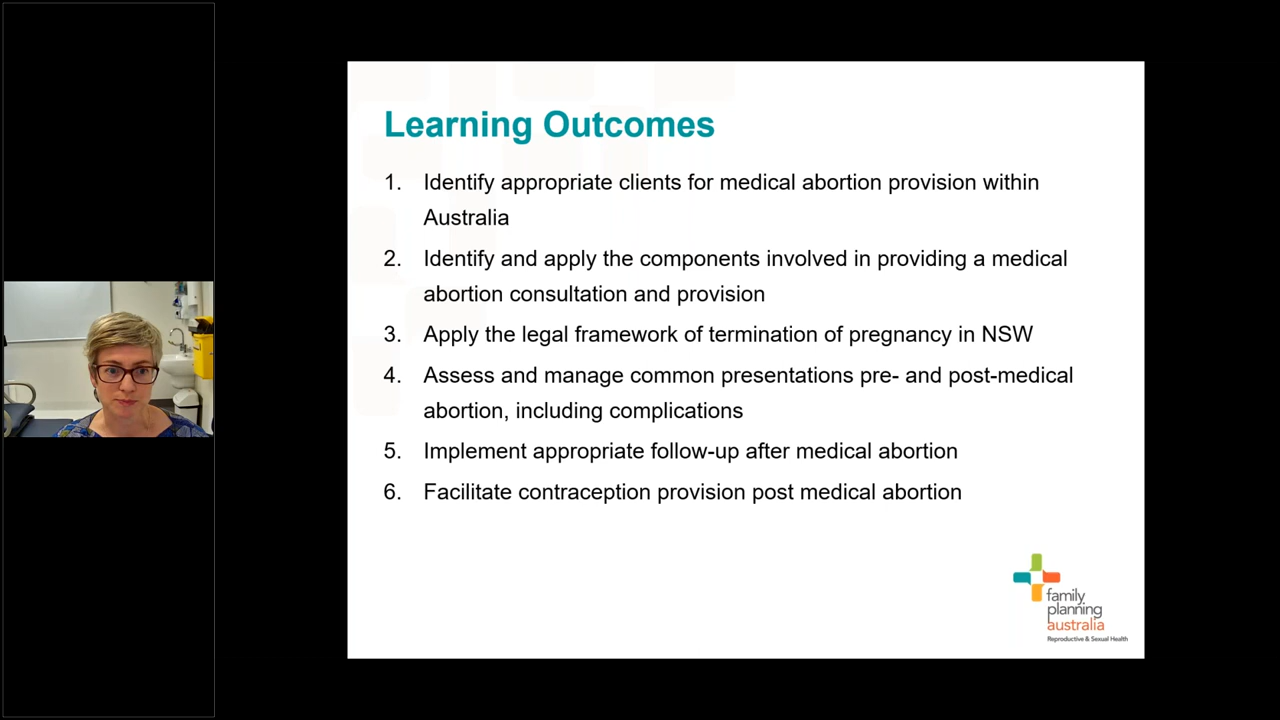 Learning Outcomes
1. Identify appropriate clients for medical abortion provision within
Australia
2. Identify and apply the components involved in providing a medical
abortion consultation and provision
3. Apply the legal framework of termination of pregnancy in NSW
4. Assess and manage common presentations pre- and post-medical
abortion, including complications
5. Implement appropriate follow-up after medical abortion
6. Facilitate contraception provision post medical abortion
family
planning
australia
Reproductive & Sexual Health